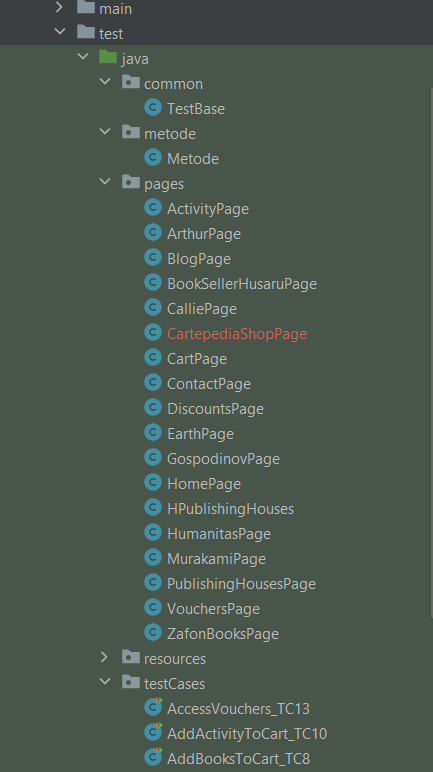 main
test
java
common
TestBase
metode
Metode
pages
ActivityPage
ArthurPage
BlogPage
BookSellerHusaruPage
CalliePage
CartepediaShopPage
CartPage
ContactPage
DiscountsPage
EarthPage
GospodinovPage
HomePage
HPublishingHouses
HumanitasPage
MurakamiPage
PublishingHousesPage
VouchersPage
ZafonBooksPage
resources
testCases
AccessVouchers_TC13
AddActivityToCart_TC10
AddBooksToCart_TC8